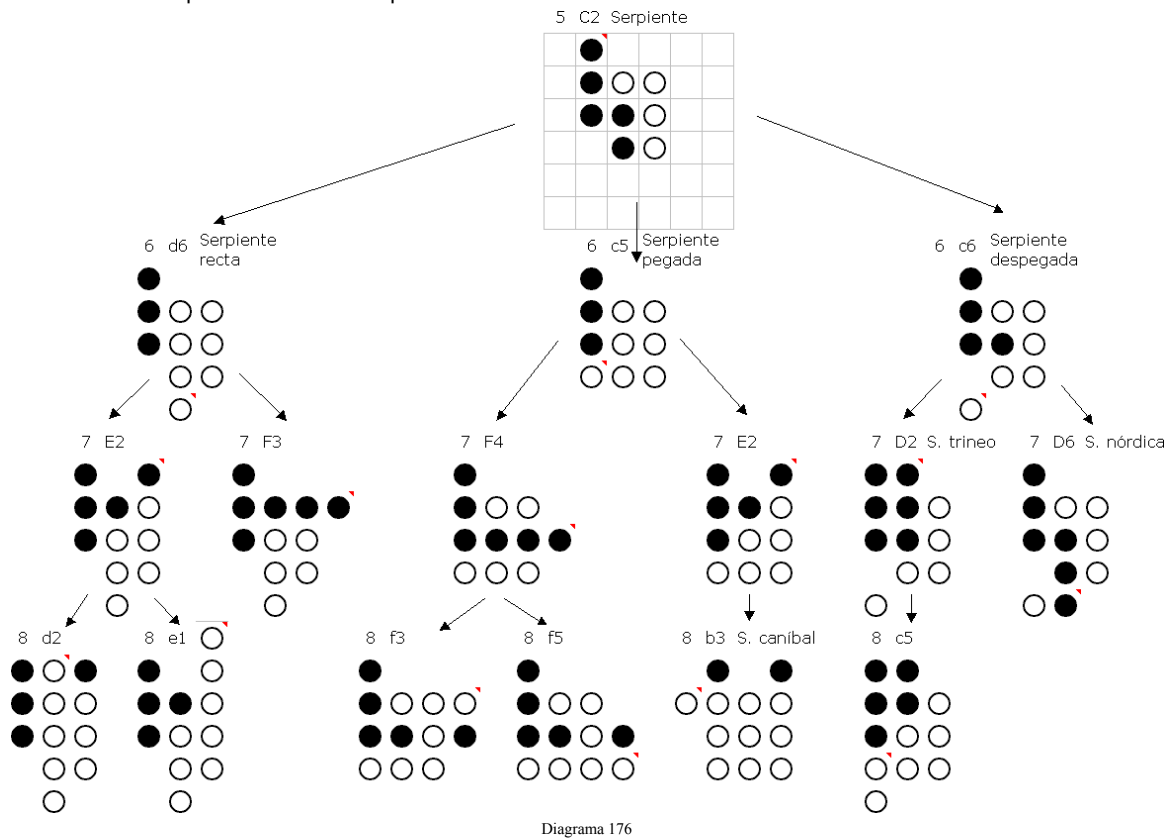 5 C2 Serpiente
6 d6 Serpiente
recta
6 c5 Serpiente
pegada
6 c6 Serpiente
despegada
7 E2
7 F3
7 F4
7 E2
7 D2 S. trineo
7 D6 S. nórdica
8 d2
8 e1
8 f3
8 f5
8 b3 S. caníbal
8 c5
Diagrama 176